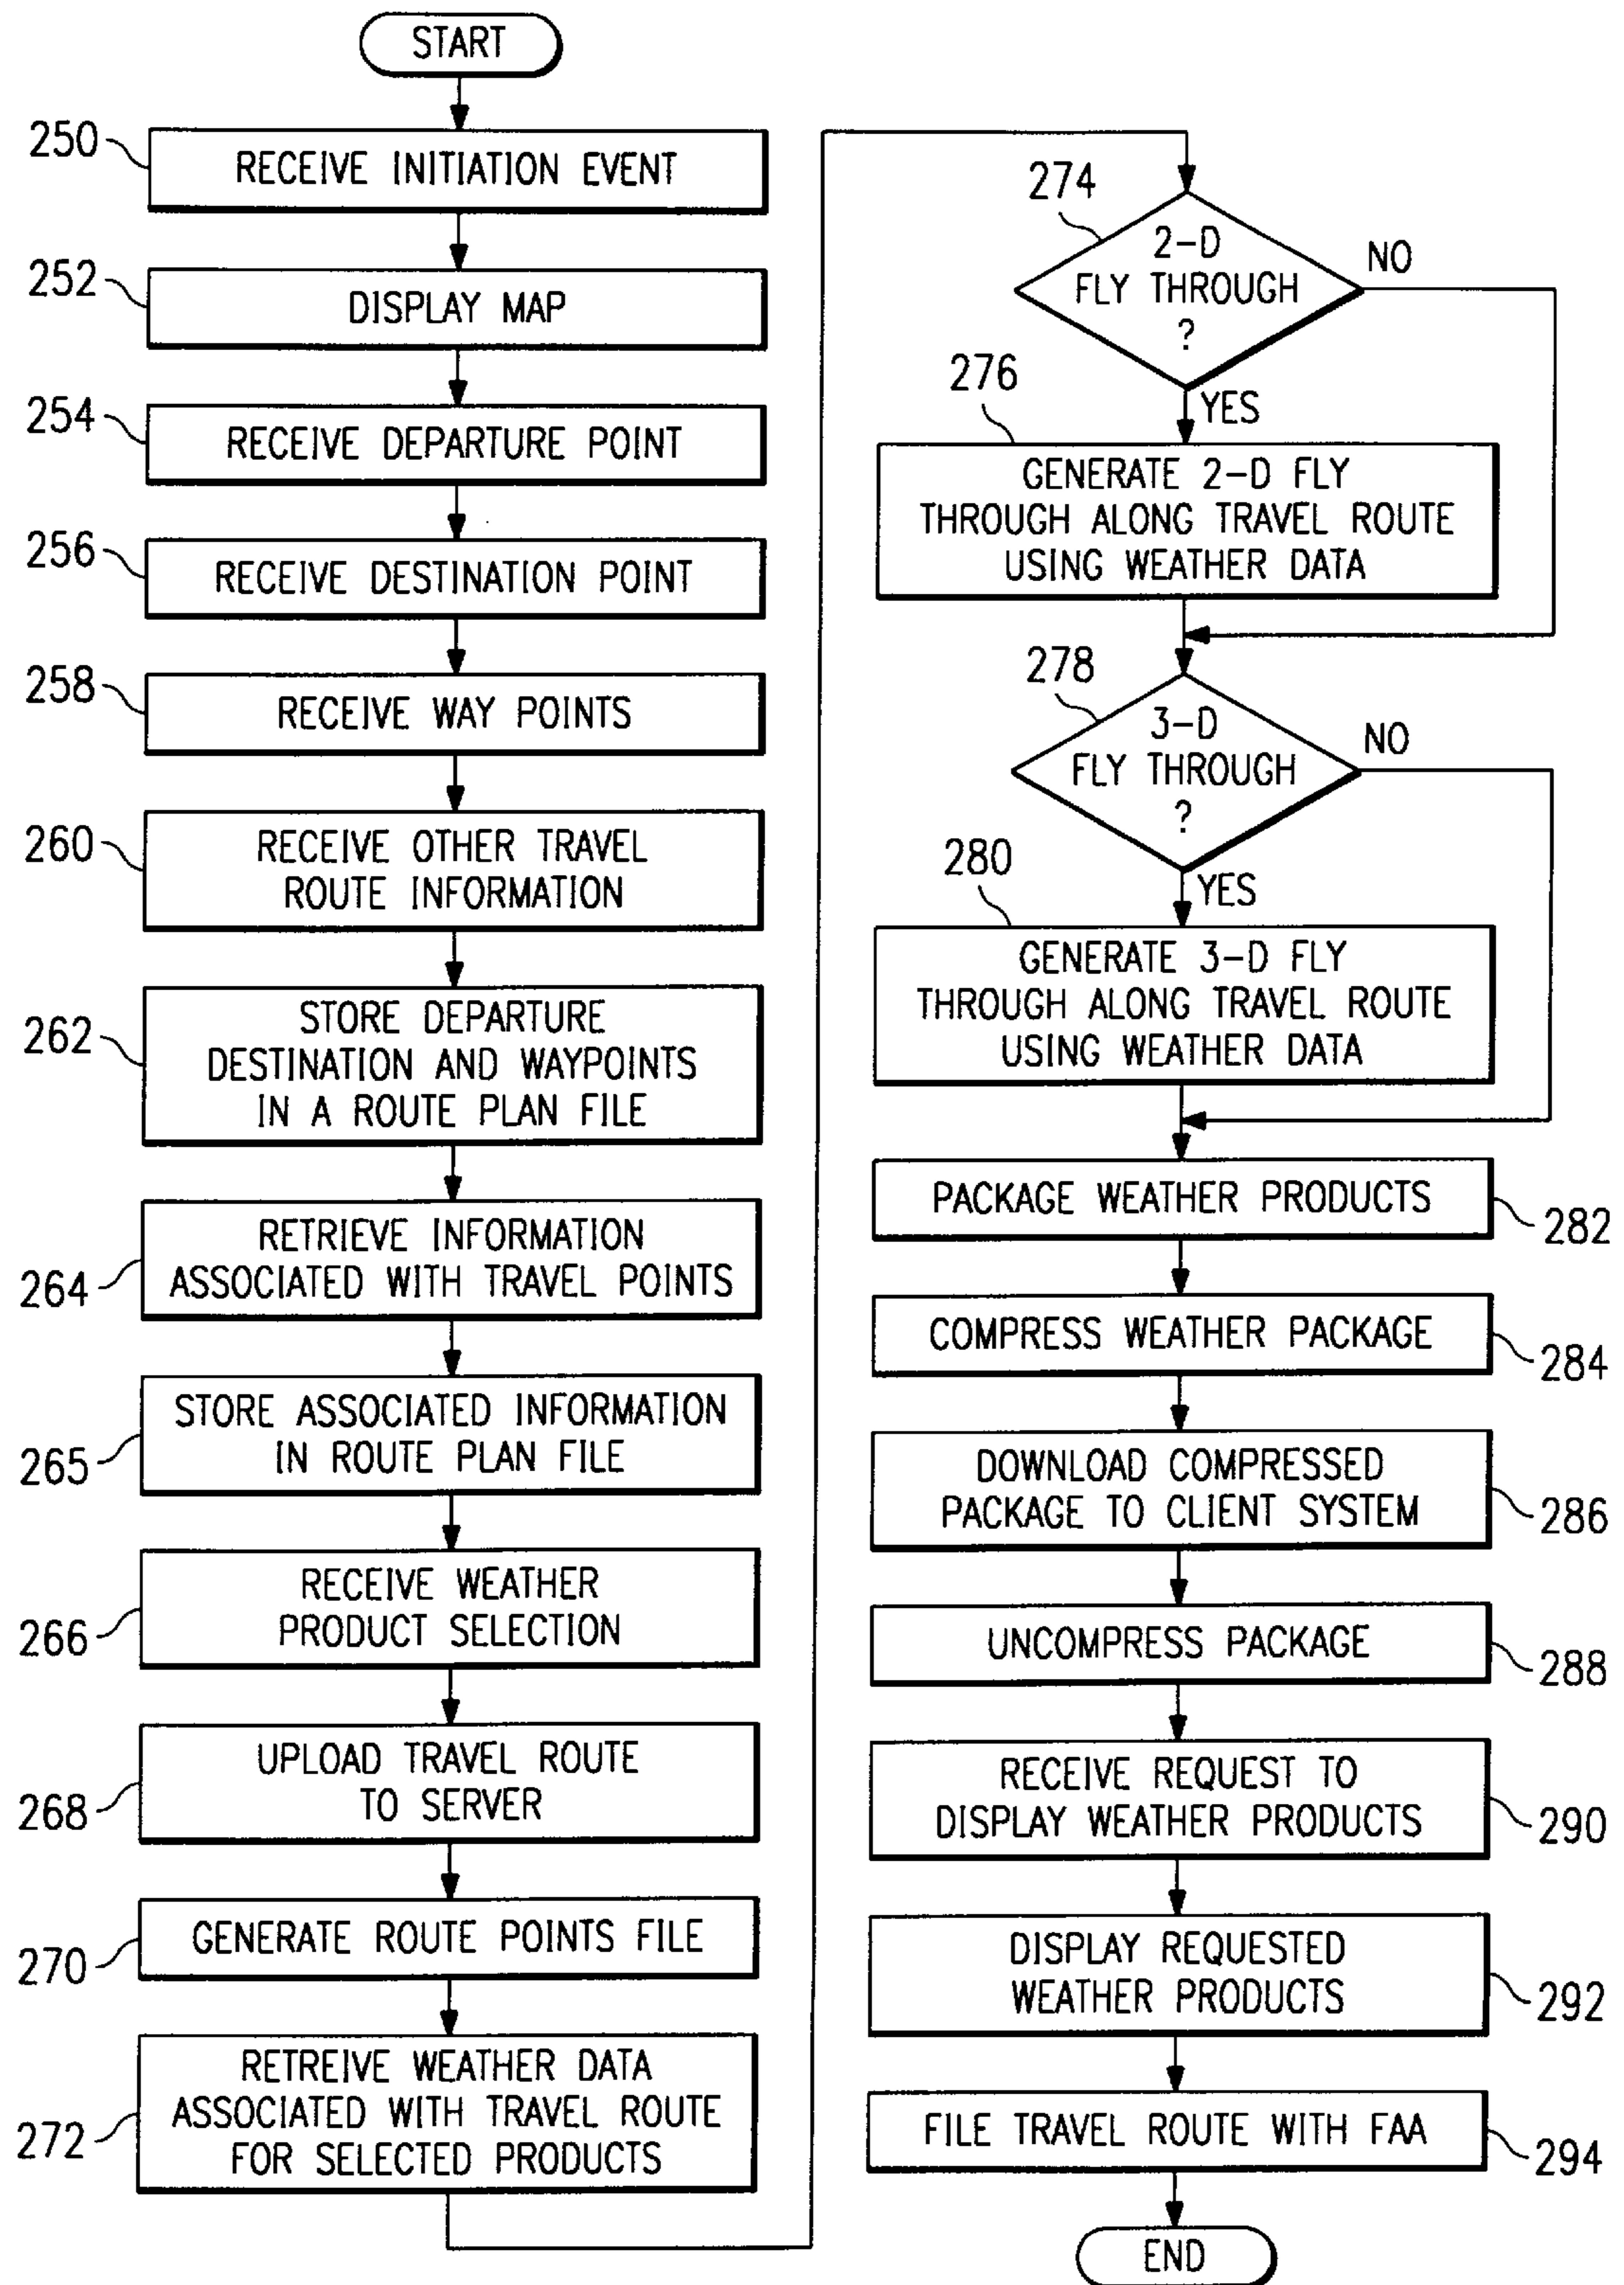 START
250
RECEIVE INITIATION EVENT
252
DISPLAY MAP
254
RECEIVE DEPARTURE POINT
256
RECEIVE DESTINATION POINT
258
RECEIVE WAY POINTS
260
RECEIVE OTHER TRAVEL
ROUTE INFORMATION
262
STORE DEPARTURE
DESTINATION AND WAYPOINTS
IN A ROUTE PLAN FILE
264
RETRIEVE INFORMATION
ASSOCIATED WITH TRAVEL POINTS
265
STORE ASSOCIATED INFORMATION
IN ROUTE PLAN FILE
266
RECEIVE WEATHER
PRODUCT SELECTION
268
UPLOAD TRAVEL ROUTE
TO SERVER
270
GENERATE ROUTE POINTS FILE
272
RETREIVE WEATHER DATA
ASSOCIATED WITH TRAVEL ROUTE
FOR SELECTED PRODUCTS
274
2-D
FLY THROUGH
?
NO
YES
276
GENERATE 2-D FLY
THROUGH ALONG TRAVEL ROUTE
USING WEATHER DATA
278
3-D
FLY THROUGH
?
NO
YES
280
GENERATE 3-D FLY
THROUGH ALONG TRAVEL ROUTE
USING WEATHER DATA
PACKAGE WEATHER PRODUCTS
282
COMPRESS WEATHER PACKAGE
284
DOWNLOAD COMPRESSED
PACKAGE TO CLIENT SYSTEM
286
UNCOMPRESS PACKAGE
288
RECEIVE REQUEST TO
DISPLAY WEATHER PRODUCTS
290
DISPLAY REQUESTED
WEATHER PRODUCTS
292
FILE TRAVEL ROUTE WITH FAA
294
END